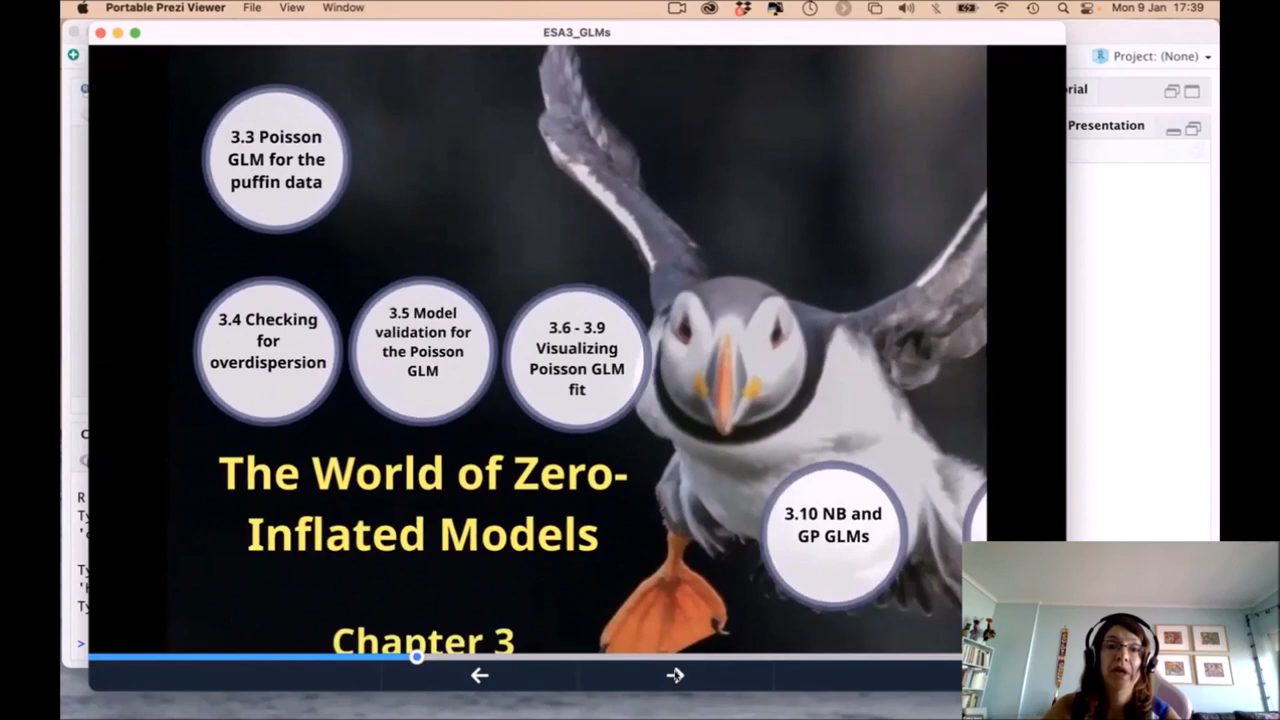 Portable Prezi Viewer File View Window Mon 9 Jan 17:39
ESA3_GLMs
Project: (None)
rial
Presentation
3.3 Poisson
GLM for the
puffin data
3.4 Checking
for
overdispersion
3.5 Model
validation for
the Poisson
GLM
3.6 - 3.9
Visualizing
Poisson GLM
fit
The World of Zero-
Inflated Models
3.10 NB and
GP GLMs
Chapter 3
R
Ty
Ty
Ty
>